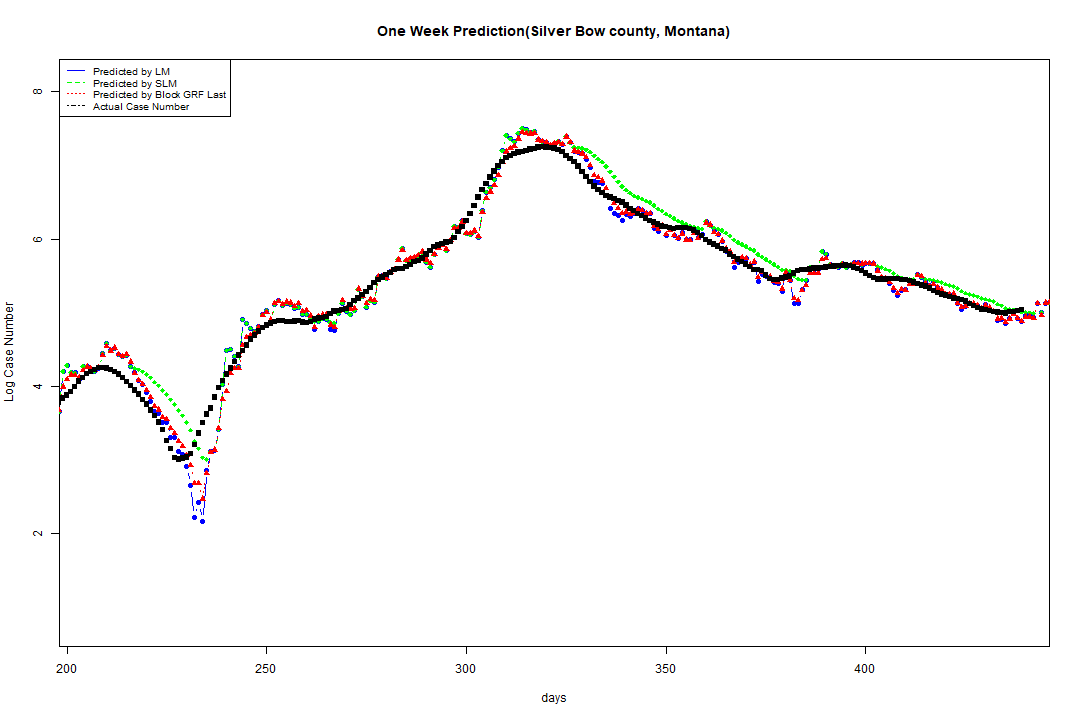 One Week Prediction(Silver Bow county, Montana)
Predicted by LM
Predicted by SLM
Predicted by Block GRF Last
Actual Case Number
8
6
4
2
Log Case Number
200 250 300 350 400
days